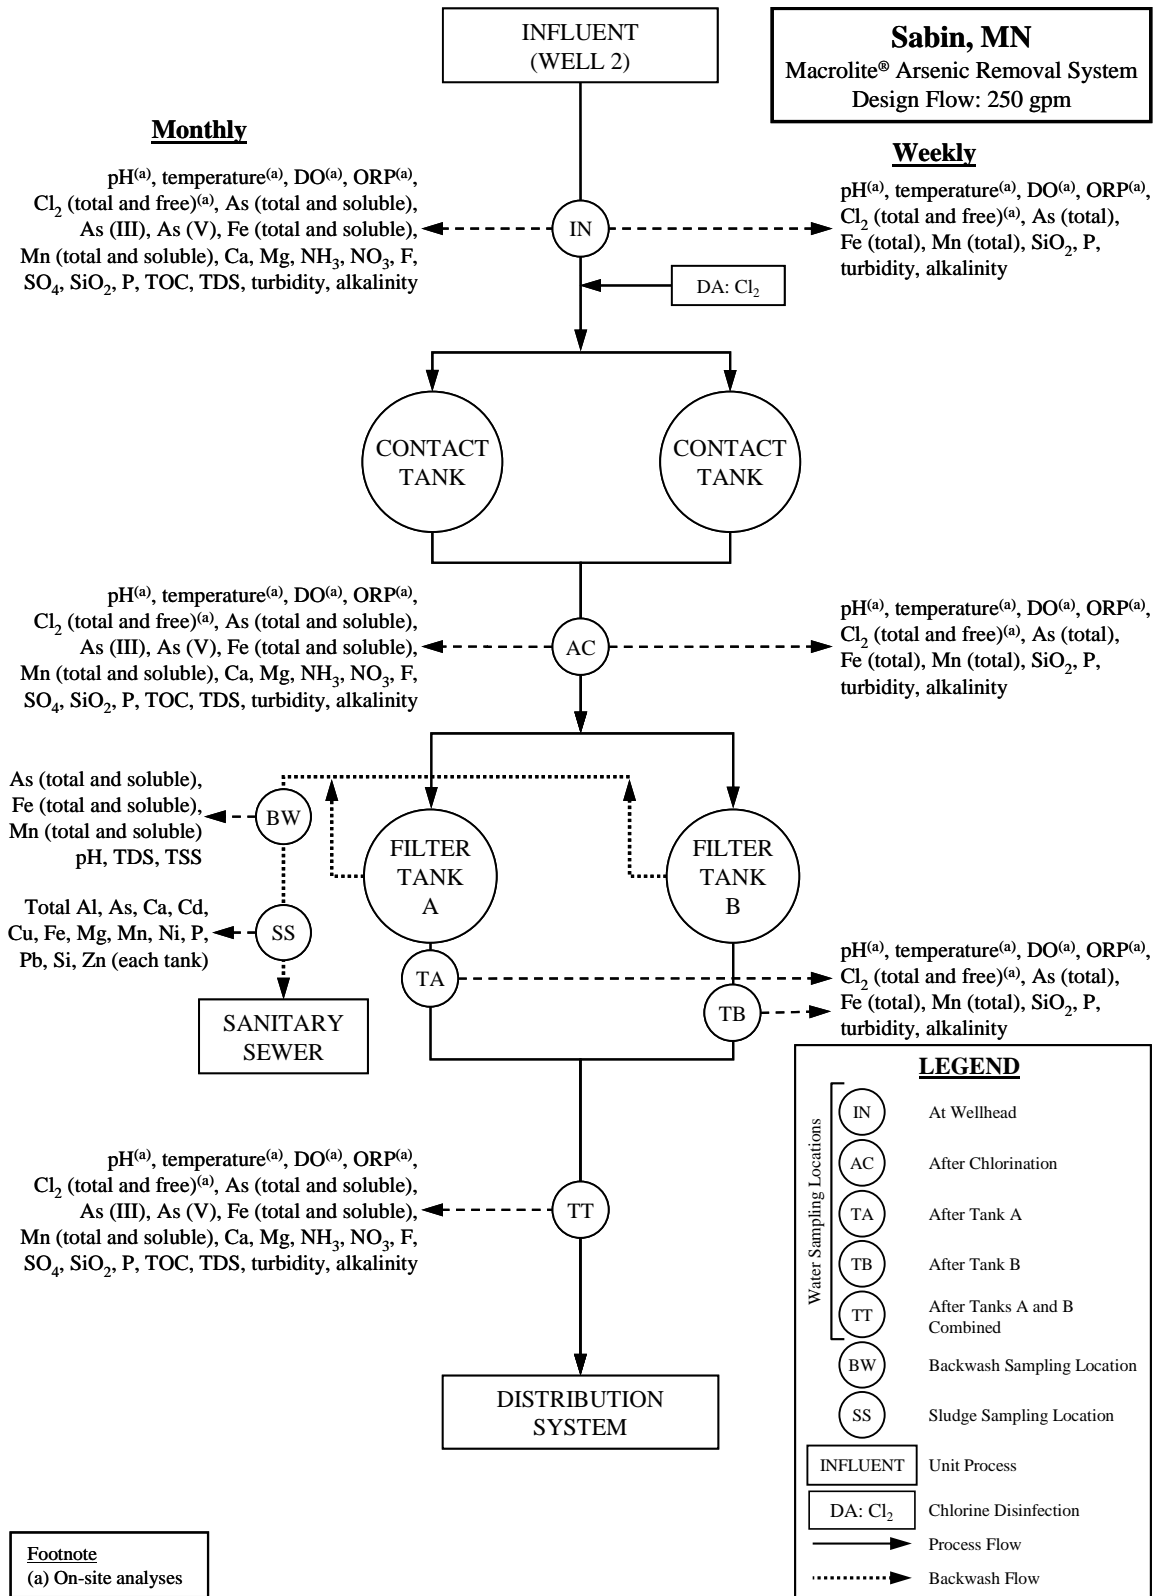 INFLUENT
(WELL 2)
Sabin, MN
Macrolite® Arsenic Removal System
Design Flow: 250 gpm
Monthly
Weekly
pH(a), temperature(a), DO(a), ORP(a),
Cl2 (total and free)(a), As (total and soluble),
As (III), As (V), Fe (total and soluble),
Mn (total and soluble), Ca, Mg, NH3, NO3, F,
SO4, SiO2, P, TOC, TDS, turbidity, alkalinity
IN
pH(a), temperature(a), DO(a), ORP(a),
Cl2 (total and free)(a), As (total),
Fe (total), Mn (total), SiO2, P,
turbidity, alkalinity
DA: Cl2
CONTACT
TANK
CONTACT
TANK
pH(a), temperature(a), DO(a), ORP(a),
Cl2 (total and free)(a), As (total and soluble),
As (III), As (V), Fe (total and soluble),
Mn (total and soluble), Ca, Mg, NH3, NO3, F,
SO4, SiO2, P, TOC, TDS, turbidity, alkalinity
AC
pH(a), temperature(a), DO(a), ORP(a),
Cl2 (total and free)(a), As (total),
Fe (total), Mn (total), SiO2, P,
turbidity, alkalinity
As (total and soluble),
Fe (total and soluble),
Mn (total and soluble)
pH, TDS, TSS
BW
FILTER
TANK
A
FILTER
TANK
B
Total Al, As, Ca, Cd,
Cu, Fe, Mg, Mn, Ni, P,
Pb, Si, Zn (each tank)
SS
TA
TB
pH(a), temperature(a), DO(a), ORP(a),
Cl2 (total and free)(a), As (total),
Fe (total), Mn (total), SiO2, P,
turbidity, alkalinity
SANITARY
SEWER
pH(a), temperature(a), DO(a), ORP(a),
Cl2 (total and free)(a), As (total and soluble),
As (III), As (V), Fe (total and soluble),
Mn (total and soluble), Ca, Mg, NH3, NO3, F,
SO4, SiO2, P, TOC, TDS, turbidity, alkalinity
TT
DISTRIBUTION
SYSTEM
LEGEND
Water Sampling Locations
IN At Wellhead
AC After Chlorination
TA After Tank A
TB After Tank B
TT After Tanks A and B
Combined
BW Backwash Sampling Location
SS Sludge Sampling Location
INFLUENT Unit Process
DA: Cl2 Chlorine Disinfection
Process Flow
Backwash Flow
Footnote
(a) On-site analyses